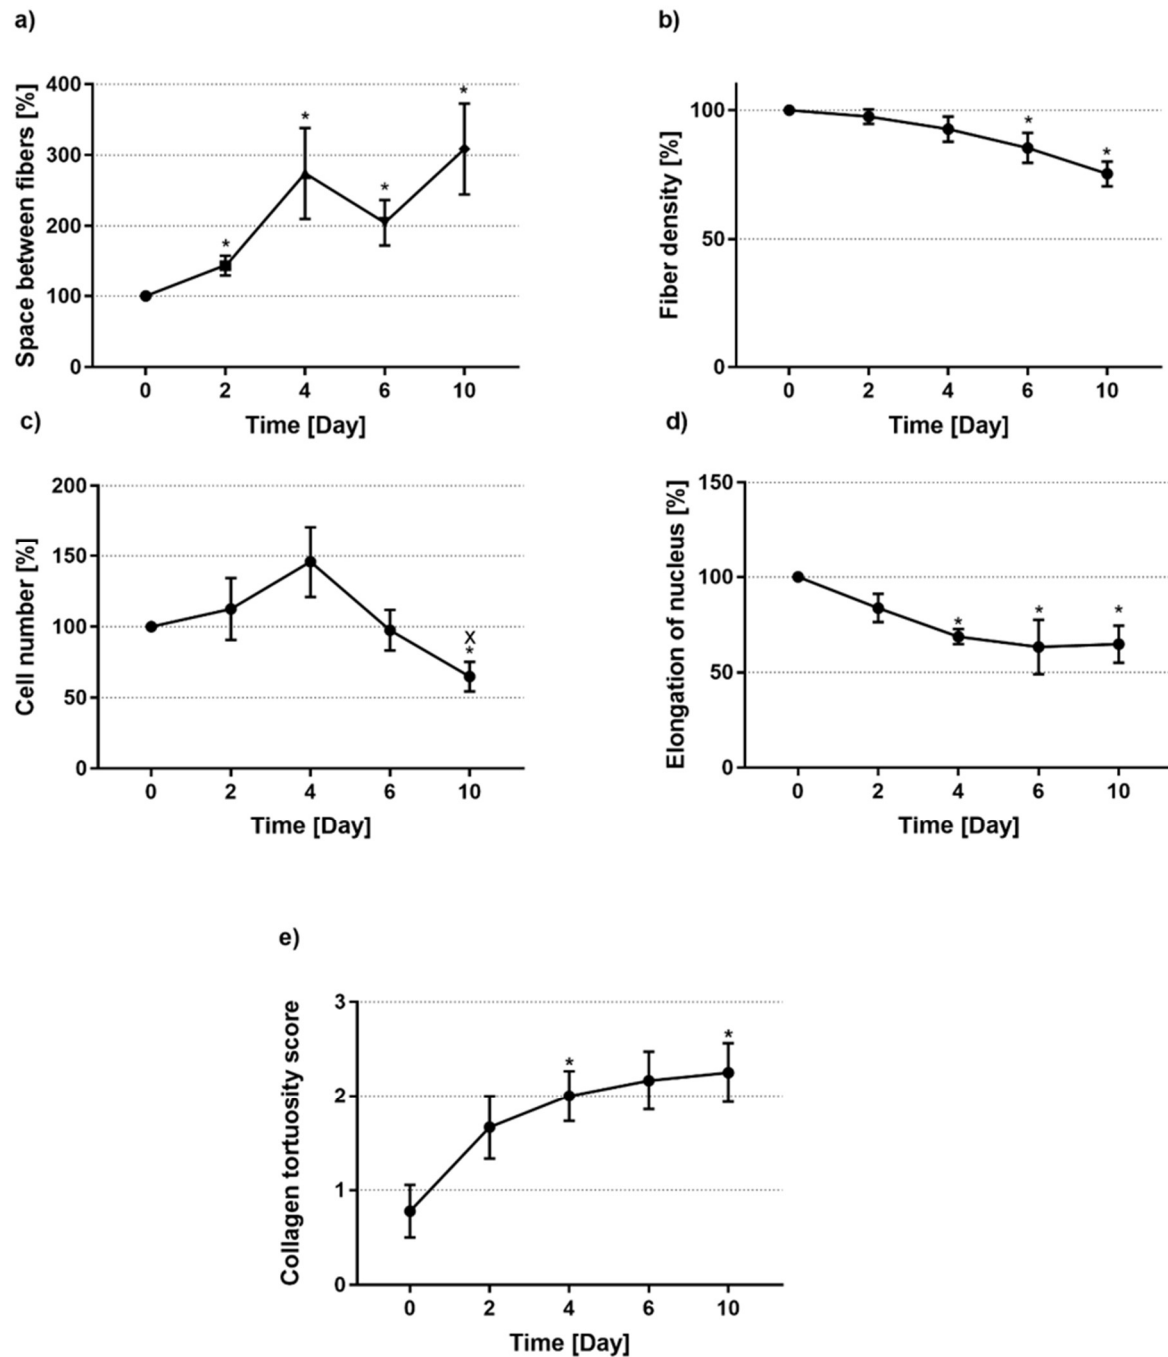 a)
Space between fibers [%]
400
300
200
100
0
* * * *
0 2 4 6 10
Time [Day]
b)
Fiber density [%]
100
50
0
* *
0 2 4 6 10
Time [Day]
c)
Cell number [%]
200
150
100
50
0
X
*
0 2 4 6 10
Time [Day]
d)
Elongation of nucleus [%]
150
100
50
0
* * *
0 2 4 6 10
Time [Day]
e)
Collagen tortuosity score
3
2
1
0
* *
0 2 4 6 10
Time [Day]